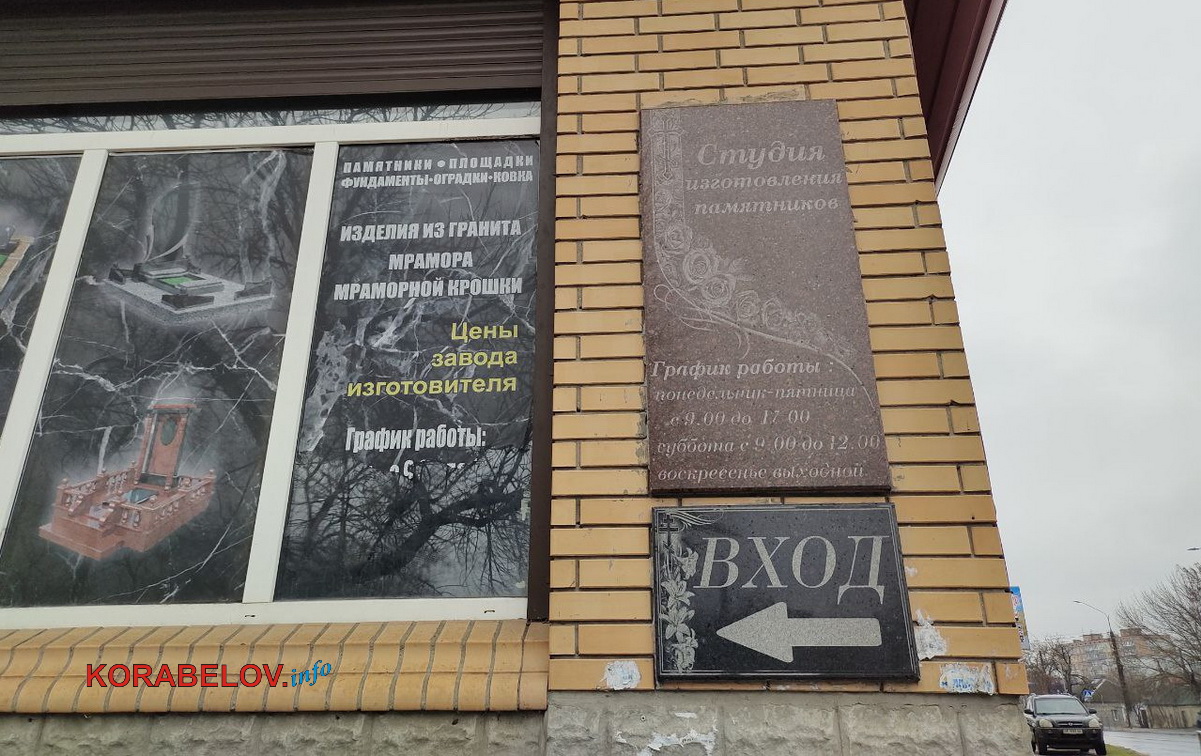 ПАМЯТНИКИ • ПЛОЩАДКИ
ФУНДАМЕНТЫ•ОГРАДКИ•КОВКА
ИЗДЕЛИЯ ИЗ ГРАНИТА
МРАМОРА
МРАМОРНОЙ КРОШКИ
Цены
завода
изготовителя
График работы:
Студия
изготовления
памятников
График работы :
понедельник-пятница
с 9.00 до 17.00
суббота с 9.00 до 12.00
воскресенье выходной.
ВХОД
KORABELOV.info